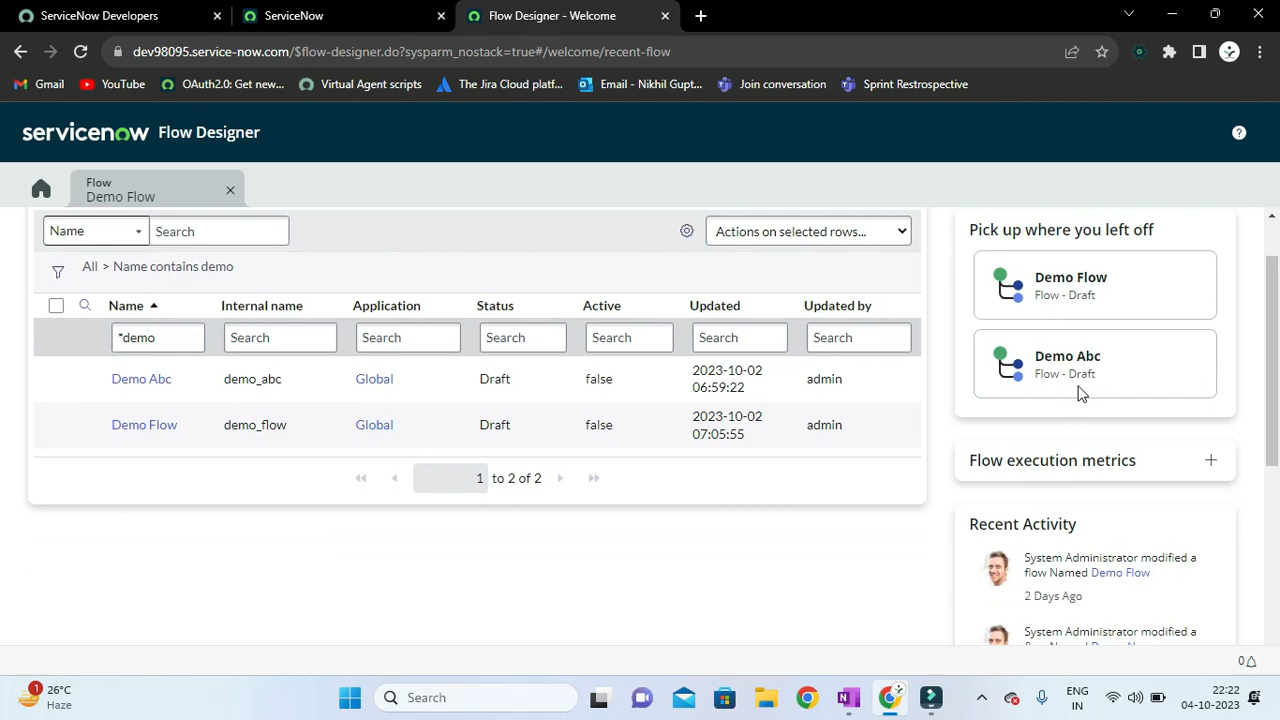 ServiceNow Developers
ServiceNow
Flow Designer - Welcome
dev98095.service-now.com/$flow-designer.do?sysparm_nostack=true#/welcome/recent-flow
Gmail
YouTube
OAuth2.0: Get new...
Virtual Agent scripts
The Jira Cloud platf...
Email - Nikhil Gupt...
Join conversation
Sprint Restrospective
servicenow Flow Designer
Flow
Demo Flow
Name
Search
Actions on selected rows...
All > Name contains demo
Name Internal name Application Status Active Updated Updated by
*demo Search Search Search Search Search Search
Demo Abc demo_abc Global Draft false 2023-10-02 06:59:22 admin
Demo Flow demo_flow Global Draft false 2023-10-02 07:05:55 admin
1 to 2 of 2
Pick up where you left off
Demo Flow
Flow - Draft
Demo Abc
Flow - Draft
Flow execution metrics
Recent Activity
System Administrator modified a
flow Named Demo Flow
2 Days Ago
System Administrator modified a
0
1
26°C
Haze
Search
ENG
IN
22:22
04-10-2023